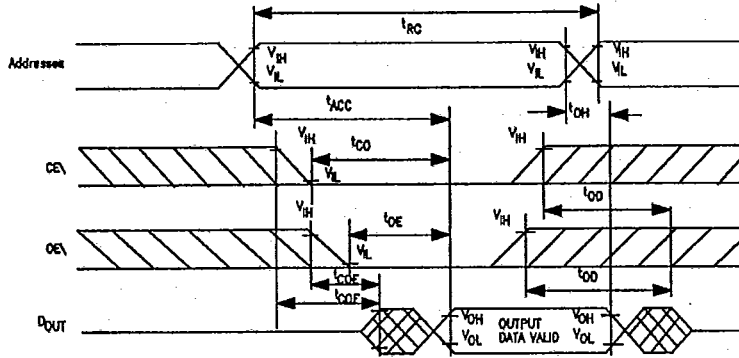 tRC
Addresses
VIH
VIL
VIH
VIL
VIH
VIL
tACC
tOH
CE\
VIH
tCO
VIL
VIH
tOD
OE\
VIH
tOE
VIL
VIH
tOD
tCOE
tCOE
DOUT
VOH
VOL
OUTPUT
DATA VALID
VOH
VOL